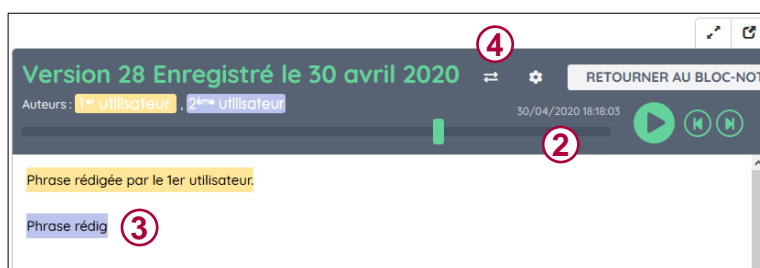 4
Version 28 Enregistré le 30 avril 2020
RETOURNER AU BLOC-NOT
Auteurs : 1er utilisateur , 2ème utilisateur
30/04/2020 18:18:03
2
Phrase rédigée par le 1er utilisateur.
Phrase rédig
3